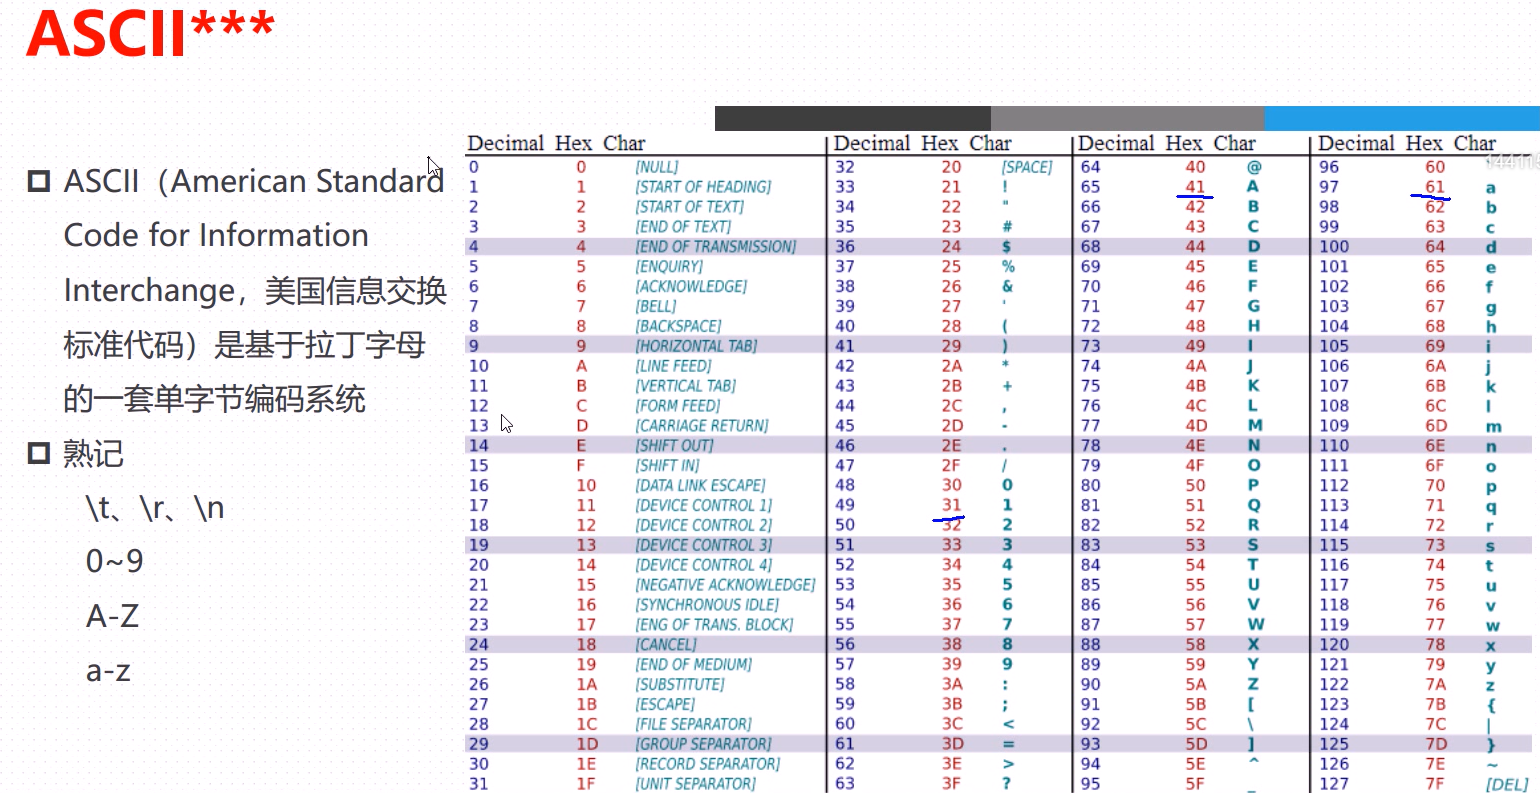 ASCII***
ASCII（American Standard
Code for Information
Interchange，美国信息交换
标准代码）是基于拉丁字母
的一套单字节编码系统
熟记
\t、\r、\n
0~9
A-Z
a-z
Decimal Hex Char Decimal Hex Char Decimal Hex Char Decimal Hex Char
0 0 [NULL] 32 20 [SPACE] 64 40 @ 96 60
1 1 [START OF HEADING] 33 21 ! 65 41 A 97 61 a
2 2 [START OF TEXT] 34 22 " 66 42 B 98 62 b
3 3 [END OF TEXT] 35 23 # 67 43 C 99 63 c
4 4 [END OF TRANSMISSION] 36 24 $ 68 44 D 100 64 d
5 5 [ENQUIRY] 37 25 % 69 45 E 101 65 e
6 6 [ACKNOWLEDGE] 38 26 & 70 46 F 102 66 f
7 7 [BELL] 39 27 ' 71 47 G 103 67 g
8 8 [BACKSPACE] 40 28 ( 72 48 H 104 68 h
9 9 [HORIZONTAL TAB] 41 29 ) 73 49 I 105 69 i
10 A [LINE FEED] 42 2A * 74 4A J 106 6A j
11 B [VERTICAL TAB] 43 2B + 75 4B K 107 6B k
12 C [FORM FEED] 44 2C , 76 4C L 108 6C l
13 D [CARRIAGE RETURN] 45 2D - 77 4D M 109 6D m
14 E [SHIFT OUT] 46 2E . 78 4E N 110 6E n
15 F [SHIFT IN] 47 2F / 79 4F O 111 6F o
16 10 [DATA LINK ESCAPE] 48 30 0 80 50 P 112 70 p
17 11 [DEVICE CONTROL 1] 49 31 1 81 51 Q 113 71 q
18 12 [DEVICE CONTROL 2] 50 32 2 82 52 R 114 72 r
19 13 [DEVICE CONTROL 3] 51 33 3 83 53 S 115 73 s
20 14 [DEVICE CONTROL 4] 52 34 4 84 54 T 116 74 t
21 15 [NEGATIVE ACKNOWLEDGE] 53 35 5 85 55 U 117 75 u
22 16 [SYNCHRONOUS IDLE] 54 36 6 86 56 V 118 76 v
23 17 [ENG OF TRANS. BLOCK] 55 37 7 87 57 W 119 77 w
24 18 [CANCEL] 56 38 8 88 58 X 120 78 x
25 19 [END OF MEDIUM] 57 39 9 89 59 Y 121 79 y
26 1A [SUBSTITUTE] 58 3A : 90 5A Z 122 7A z
27 1B [ESCAPE] 59 3B ; 91 5B [ 123 7B {
28 1C [FILE SEPARATOR] 60 3C < 92 5C \ 124 7C |
29 1D [GROUP SEPARATOR] 61 3D = 93 5D ] 125 7D }
30 1E [RECORD SEPARATOR] 62 3E > 94 5E ^ 126 7E ~
31 1F [UNIT SEPARATOR] 63 3F ? 95 5F _ 127 7F [DEL]